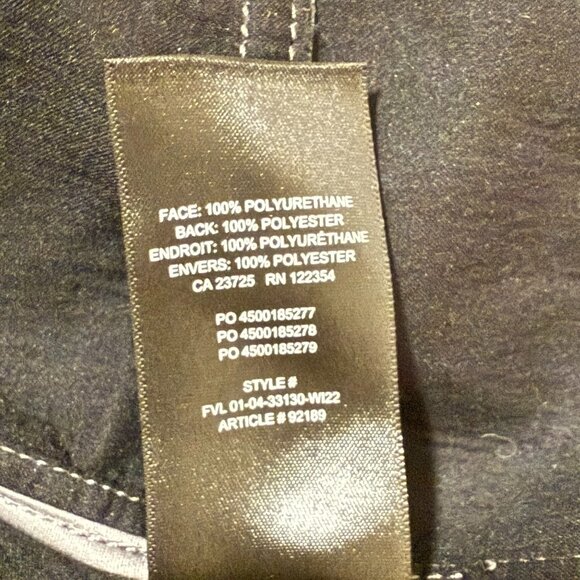 FACE: 100% POLYURETHANE
BACK: 100% POLYESTER
ENDROIT: 100% POLYURÉTHANE
ENVERS: 100% POLYESTER
CA 23725 RN 122354
PO 4500185277
PO 4500185278
PO 4500185279
STYLE #
FVL 01-04-33130-WI22
ARTICLE # 92189